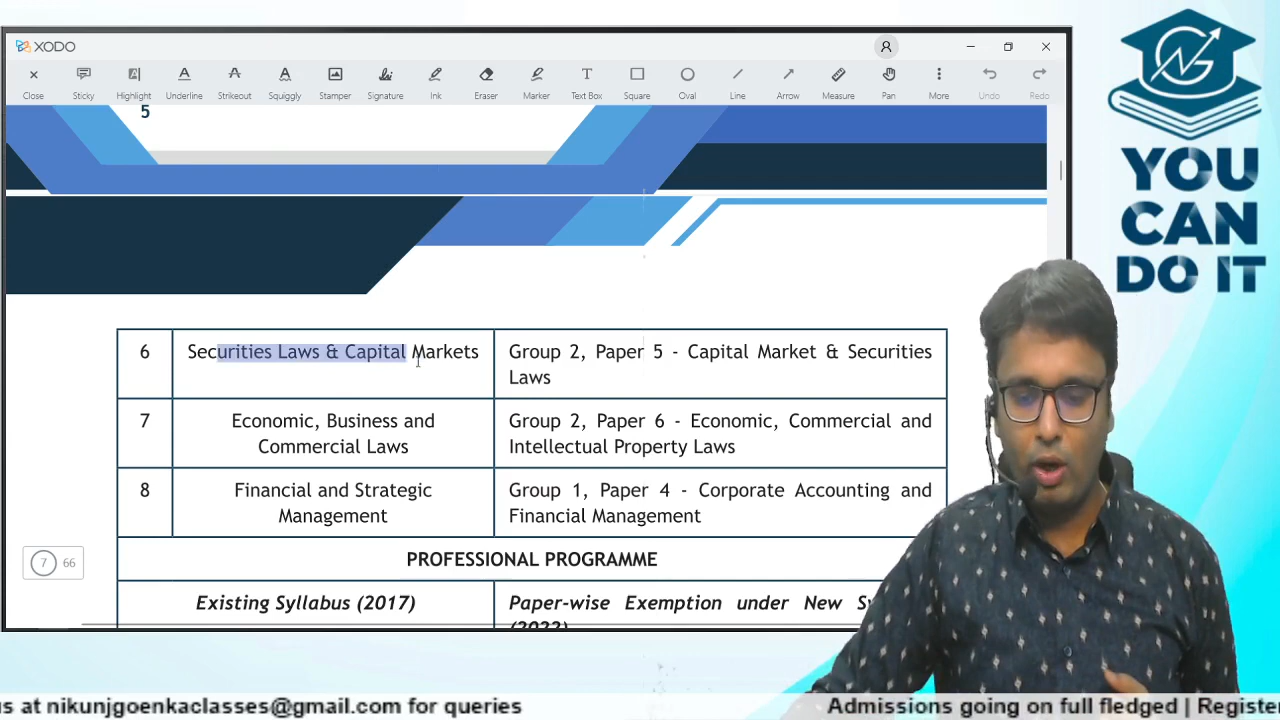 XODO
Close
Sticky
Highlight
Underline
Strikeout
Squiggly
Stamper
Signature
Ink
Eraser
Marker
Text Box
Square
Oval
Line
Arrow
Measure
Pan
More
Undo
Redo
5
6
Securities Laws & Capital Markets
Group 2, Paper 5 - Capital Market & Securities
Laws
7
Economic, Business and
Commercial Laws
Group 2, Paper 6 - Economic, Commercial and
Intellectual Property Laws
8
Financial and Strategic
Management
Group 1, Paper 4 - Corporate Accounting and
Financial Management
PROFESSIONAL PROGRAMME
Existing Syllabus (2017)
Paper-wise Exemption under New
(2022)
7 66
YOU
CAN
DO IT
us at nikunjgoenkaclasses@gmail.com for queries
Admissions going on full fledged | Register